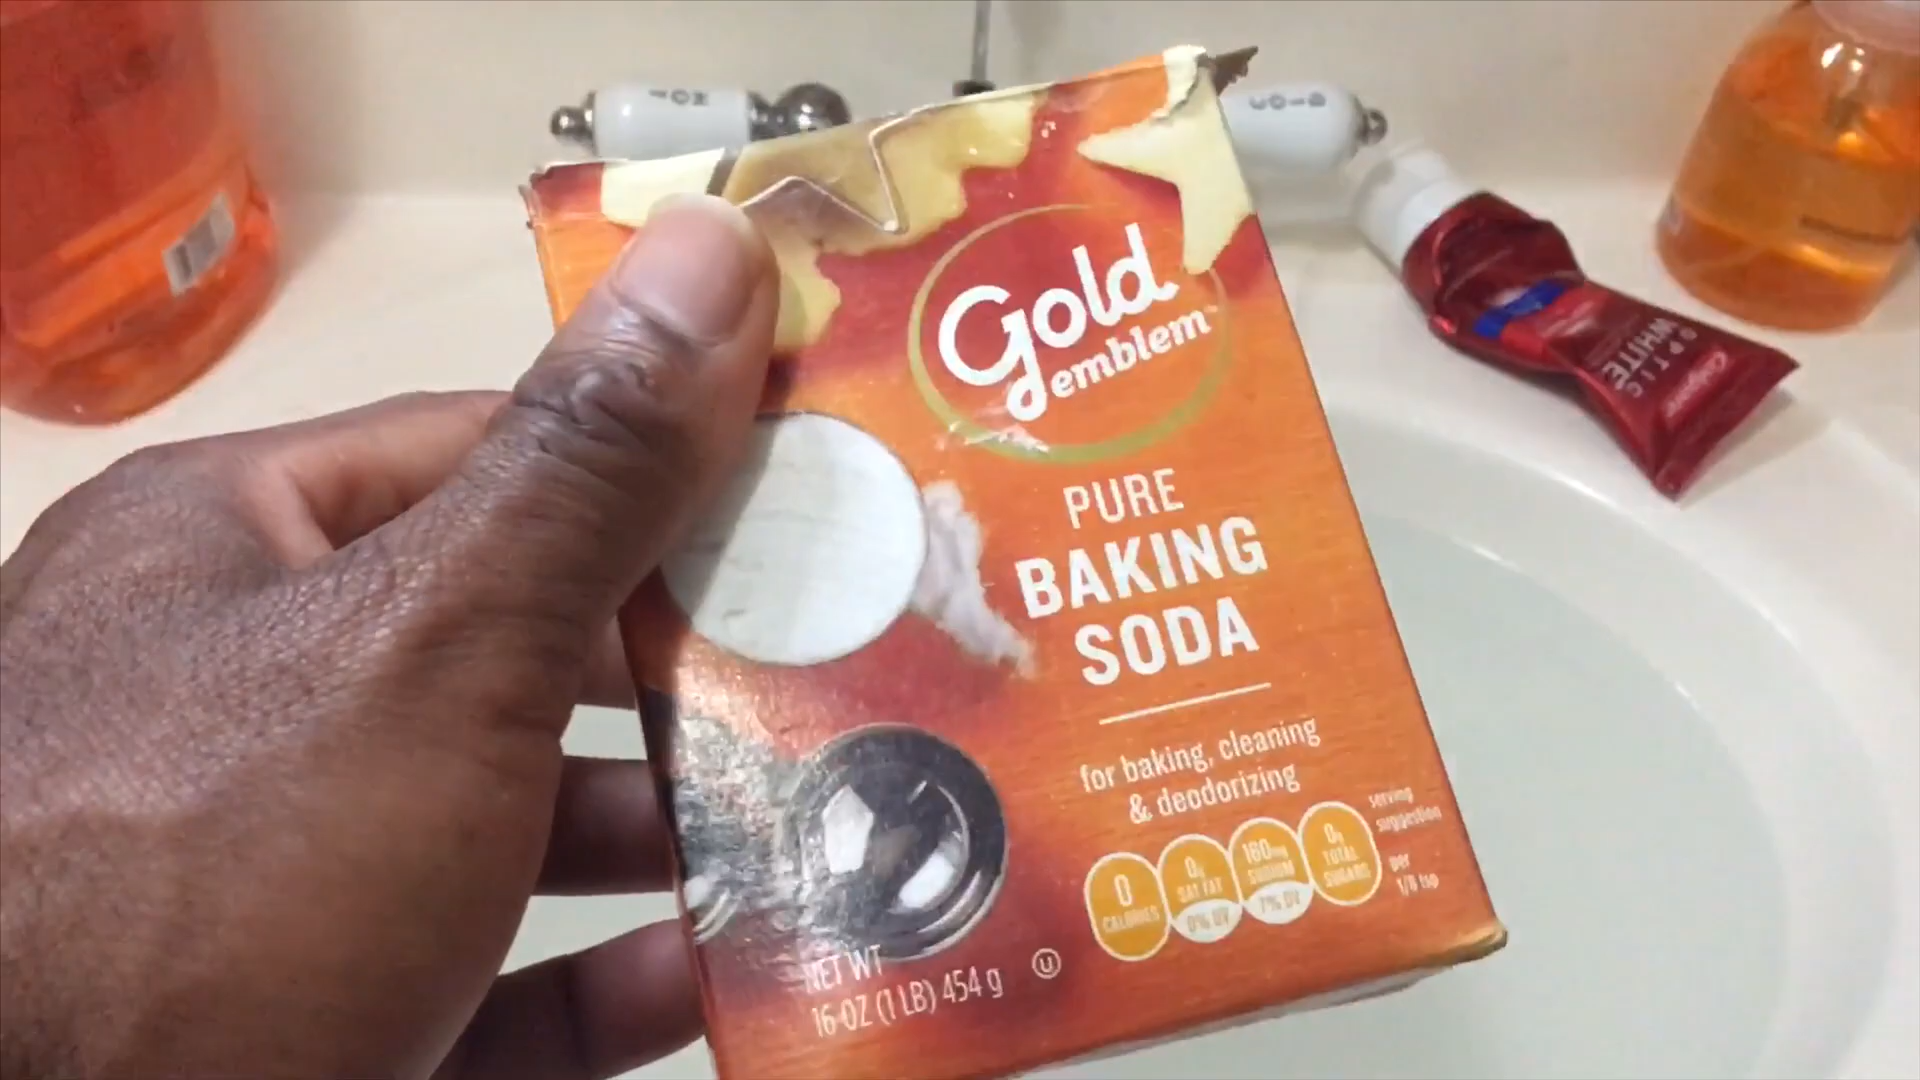 HOT
COLD
Gold
emblem
PURE
BAKING
SODA
for baking, cleaning
& deodorizing
serving
suggestion
0
CALORIES
0g
SAT FAT
0% DV
160mg
SODIUM
7% DV
0g
TOTAL
SUGARS
per
1/8 tsp
NET WT
16 OZ (1 LB) 454 g
U
OPTIC
WHITE
Colgate